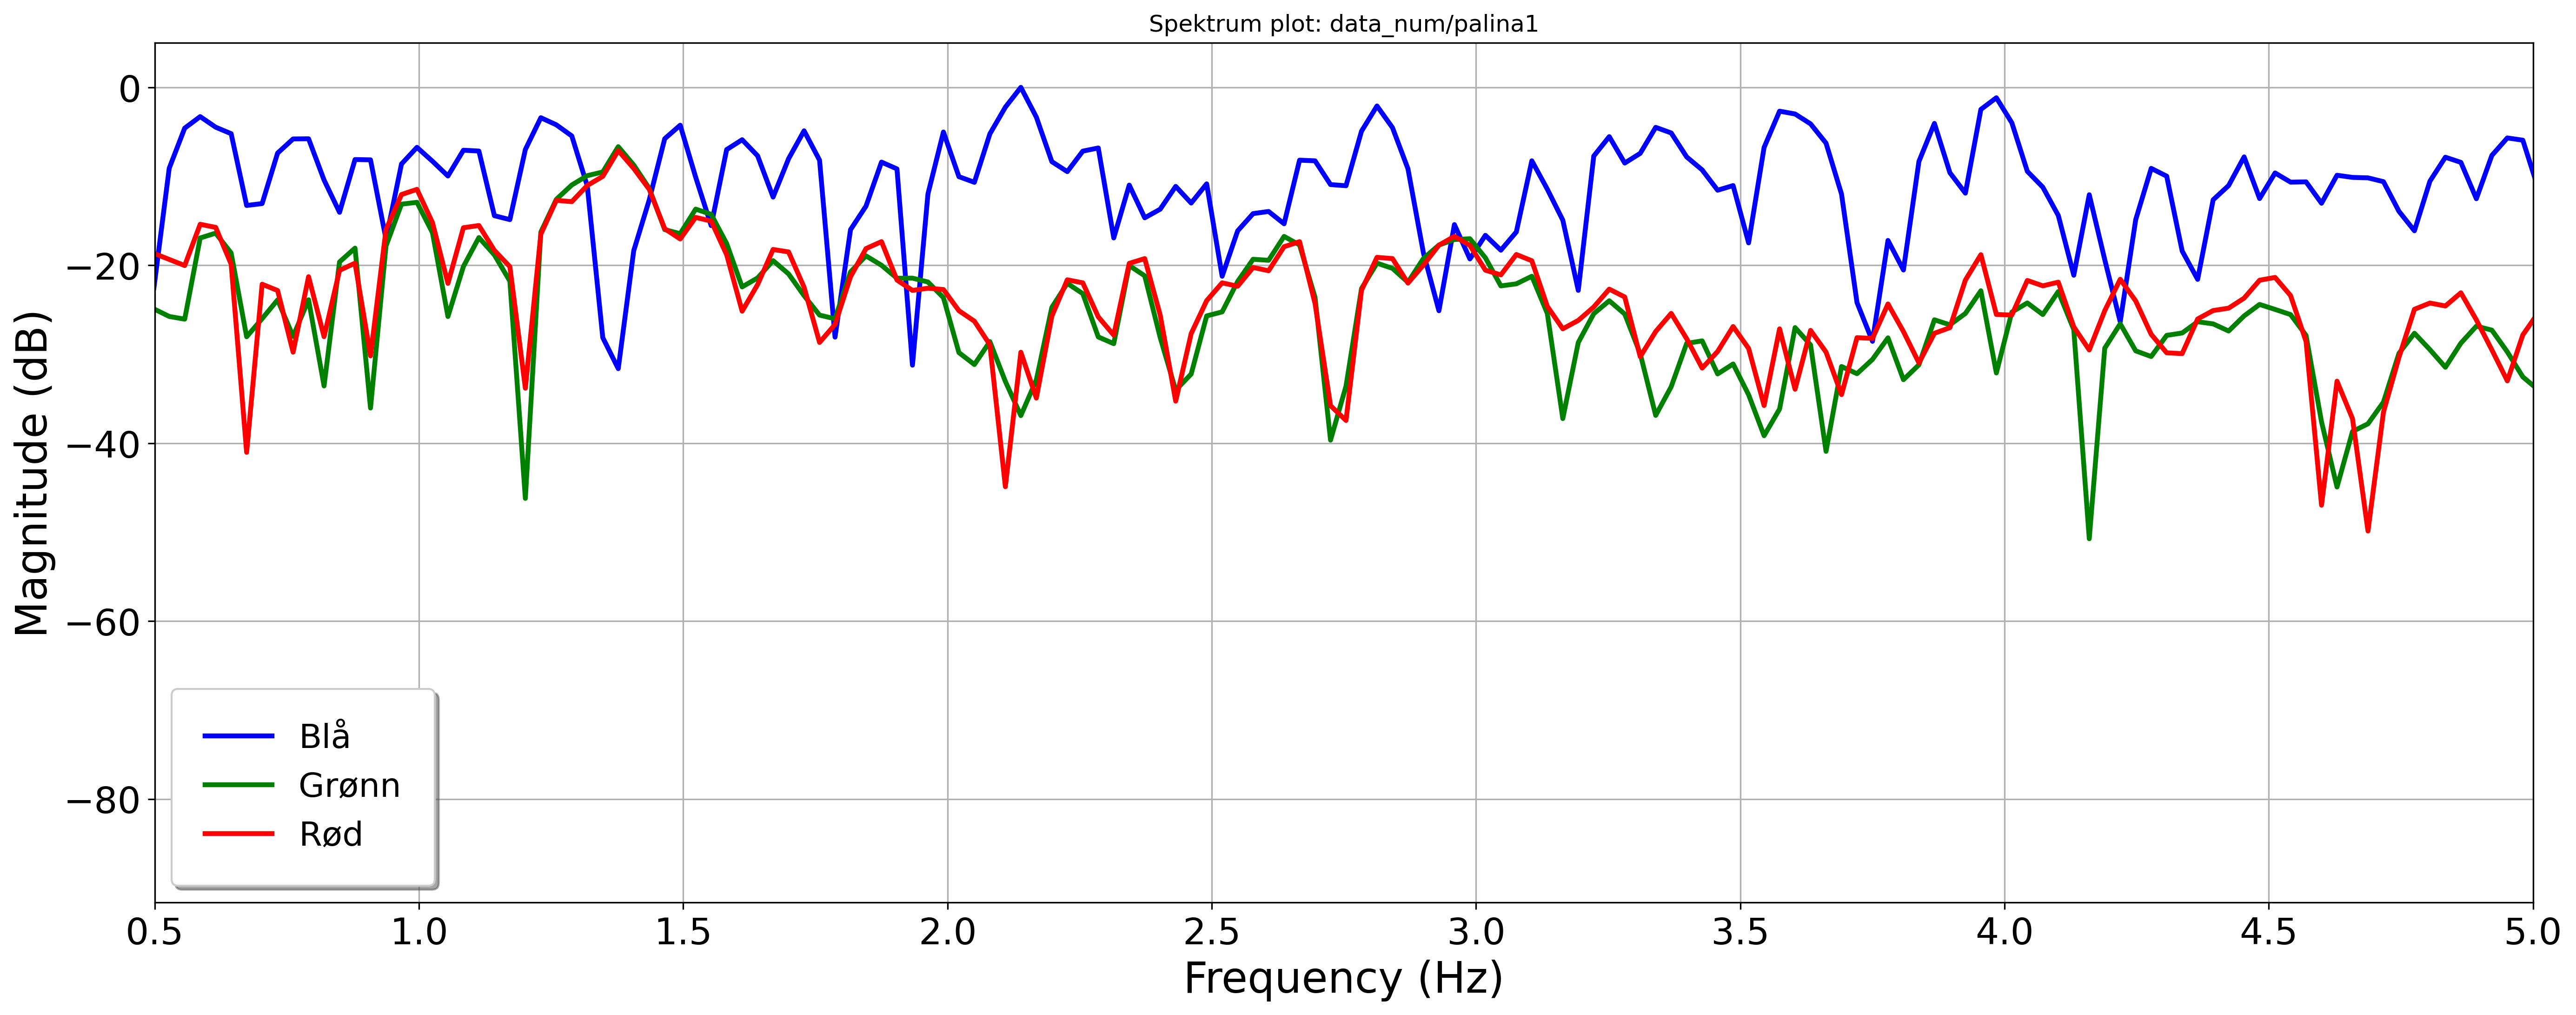 Spektrum plot: data_num/palina1
Magnitude (dB)
0
−20
−40
−60
−80
Blå
Grønn
Rød
0.5 1.0 1.5 2.0 2.5 3.0 3.5 4.0 4.5 5.0
Frequency (Hz)